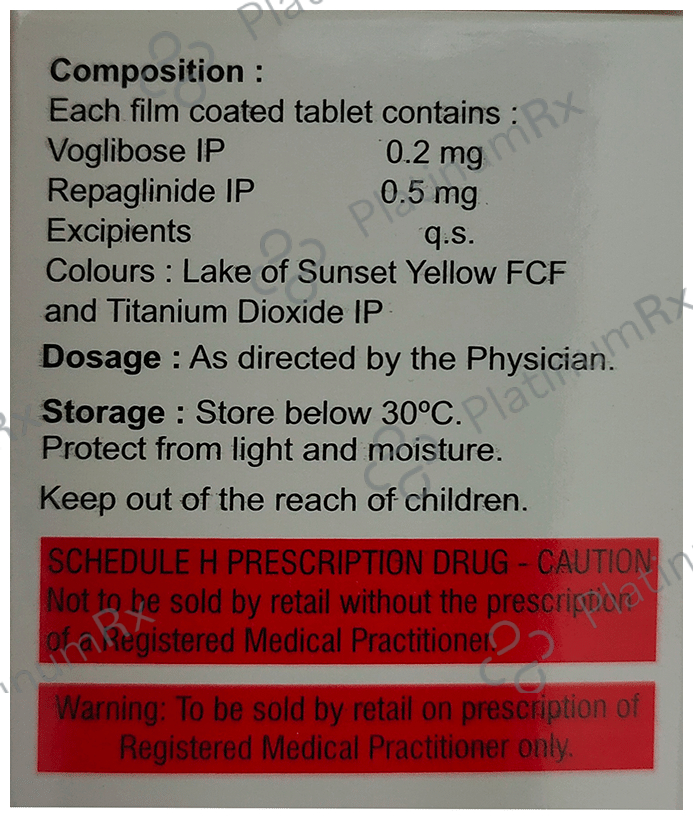 Composition :
Each film coated tablet contains :
Voglibose IP 0.2 mg
Repaglinide IP 0.5 mg
Excipients q.s.
Colours : Lake of Sunset Yellow FCF
and Titanium Dioxide IP
Dosage : As directed by the Physician.
Storage : Store below 30ºC.
Protect from light and moisture.
Keep out of the reach of children.
SCHEDULE H PRESCRIPTION DRUG - CAUTION
Not to be sold by retail without the prescription
of a Registered Medical Practitioner.
Warning: To be sold by retail on prescription of
Registered Medical Practitioner only.
PlatinumRx
PlatinumRx